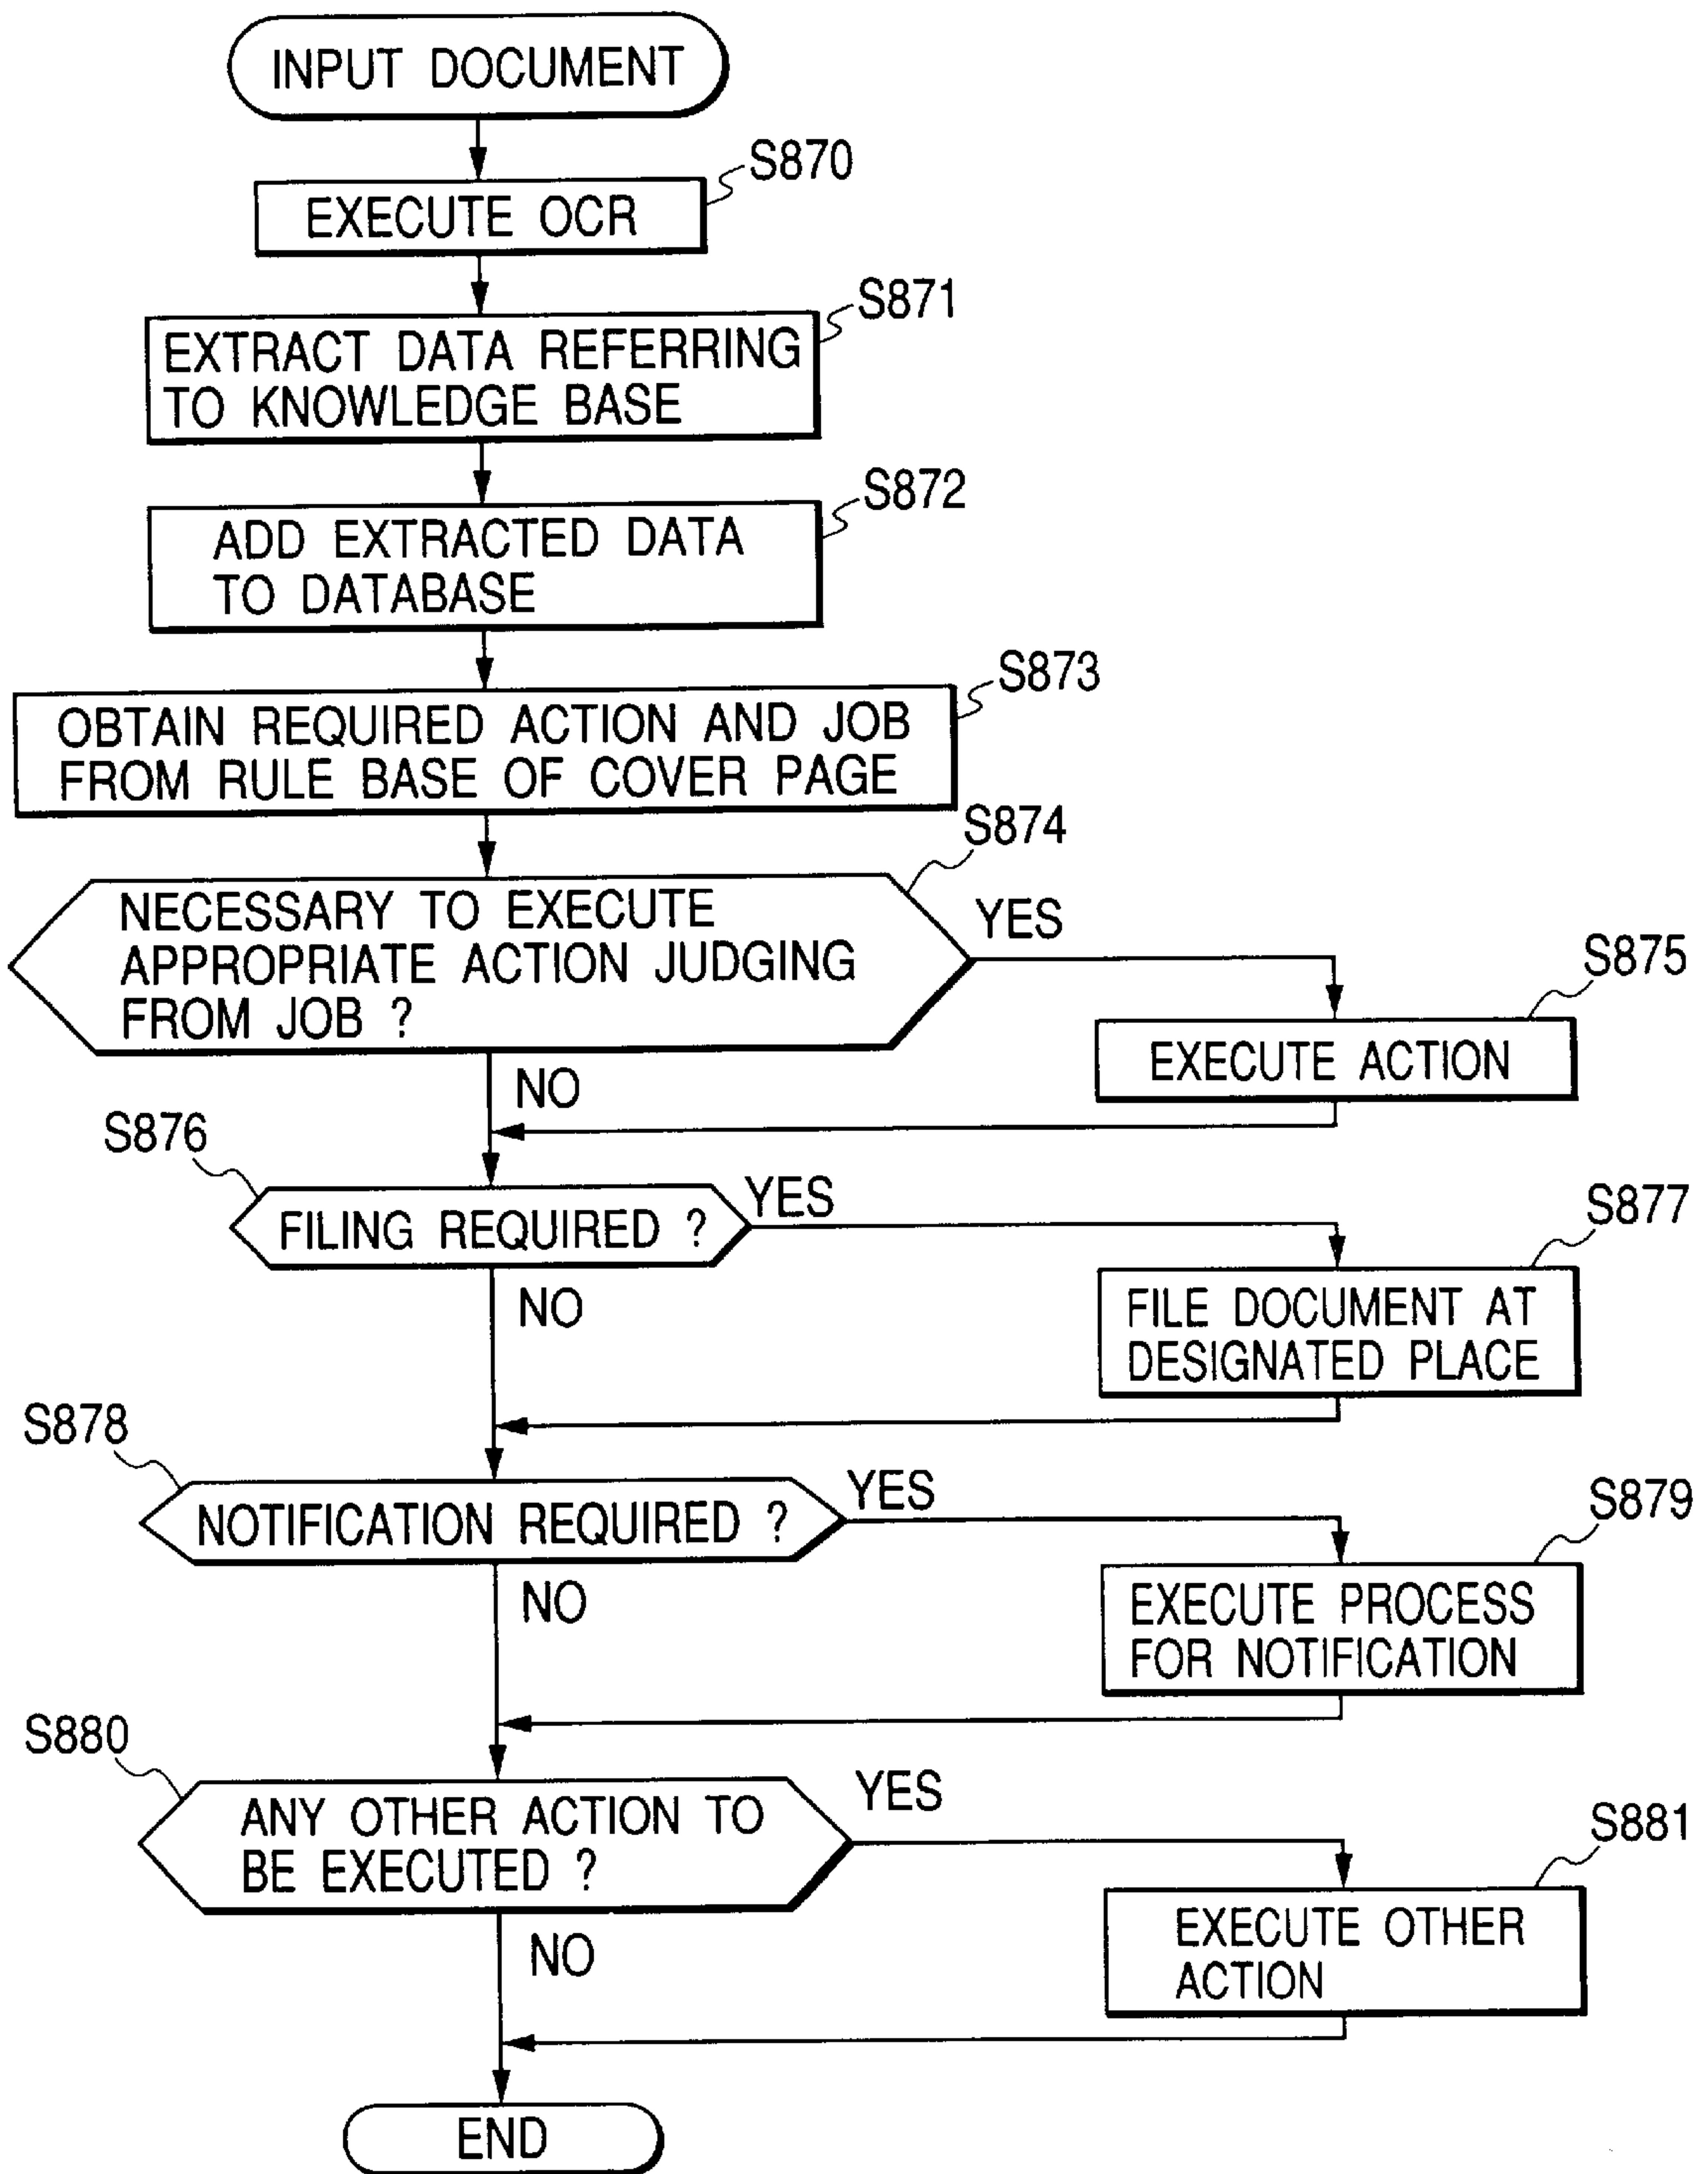 INPUT DOCUMENT
S870
EXECUTE OCR
S871
EXTRACT DATA REFERRING
TO KNOWLEDGE BASE
S872
ADD EXTRACTED DATA
TO DATABASE
S873
OBTAIN REQUIRED ACTION AND JOB
FROM RULE BASE OF COVER PAGE
S874
NECESSARY TO EXECUTE
APPROPRIATE ACTION JUDGING
FROM JOB ?
YES
S875
EXECUTE ACTION
NO
S876
FILING REQUIRED ?
YES
S877
FILE DOCUMENT AT
DESIGNATED PLACE
NO
S878
NOTIFICATION REQUIRED ?
YES
S879
EXECUTE PROCESS
FOR NOTIFICATION
NO
S880
ANY OTHER ACTION TO
BE EXECUTED ?
YES
S881
EXECUTE OTHER
ACTION
NO
END